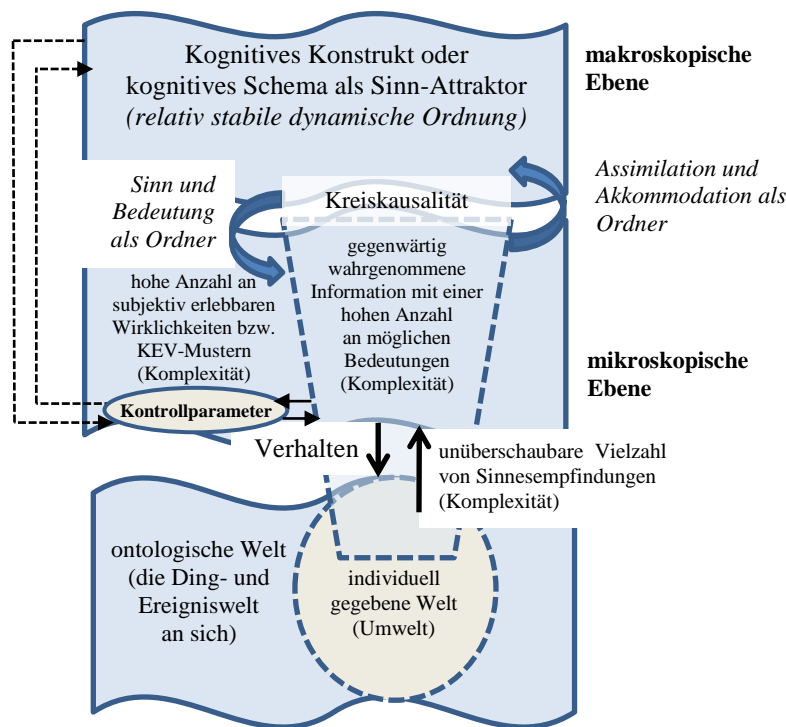 Kognitives Konstrukt oder
kognitives Schema als Sinn-Attraktor
(relativ stabile dynamische Ordnung)
makroskopische
Ebene
Sinn und
Bedeutung
als Ordner
Kreiskausalität
Assimilation und
Akkommodation als
Ordner
hohe Anzahl an
subjektiv erlebbaren
Wirklichkeiten bzw.
KEV-Mustern
(Komplexität)
gegenwärtig
wahrgenommene
Information mit einer
hohen Anzahl
an möglichen
Bedeutungen
(Komplexität)
mikroskopische
Ebene
Kontrollparameter
Verhalten
unüberschaubare Vielzahl
von Sinnesempfindungen
(Komplexität)
ontologische Welt
(die Ding- und
Ereigniswelt
an sich)
individuell
gegebene Welt
(Umwelt)